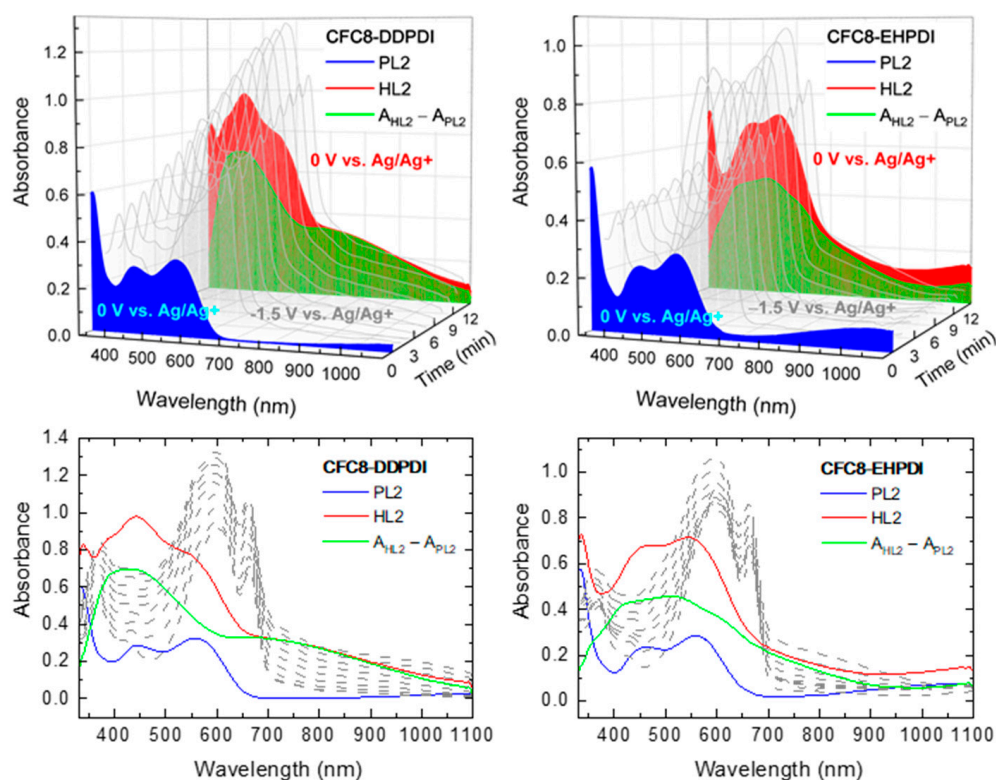 CFC8-DDPDI
PL2
HL2
A_HL2 – A_PL2
0 V vs. Ag/Ag+
0 V vs. Ag/Ag+
-1.5 V vs. Ag/Ag+
Absorbance
0.0
0.2
0.4
0.6
0.8
1.0
1.2
400 500 600 700 800 900 1000
Wavelength (nm)
0 3 6 9 12
Time (min)
CFC8-EHPDI
PL2
HL2
A_HL2 – A_PL2
0 V vs. Ag/Ag+
0 V vs. Ag/Ag+
–1.5 V vs. Ag/Ag+
Absorbance
0.0
0.2
0.4
0.6
0.8
1.0
400 500 600 700 800 900 1000
Wavelength (nm)
0 3 6 9 12
Time (min)
CFC8-DDPDI
PL2
HL2
A_HL2 – A_PL2
Absorbance
1.4
1.2
1.0
0.8
0.6
0.4
0.2
0.0
400 500 600 700 800 900 1000 1100
Wavelength (nm)
CFC8-EHPDI
PL2
HL2
A_HL2 – A_PL2
Absorbance
1.0
0.8
0.6
0.4
0.2
0.0
400 500 600 700 800 900 1000 1100
Wavelength (nm)